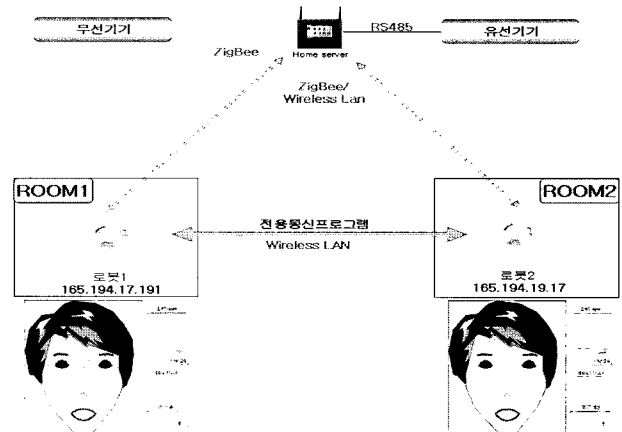 무선기기
RS485
유선기기
ZigBee
Home server
ZigBee/
Wireless Lan
ROOM1
ROOM2
전용통신프로그램
Wireless LAN
로봇1
165.194.17.191
로봇2
165.194.19.17